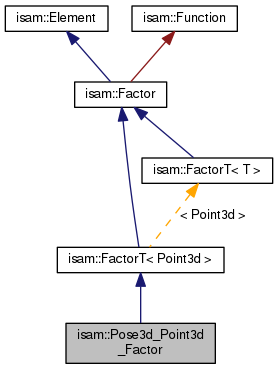 isam::Element
isam::Function
isam::Factor
isam::FactorT< T >
< Point3d >
isam::FactorT< Point3d >
isam::Pose3d_Point3d
_Factor